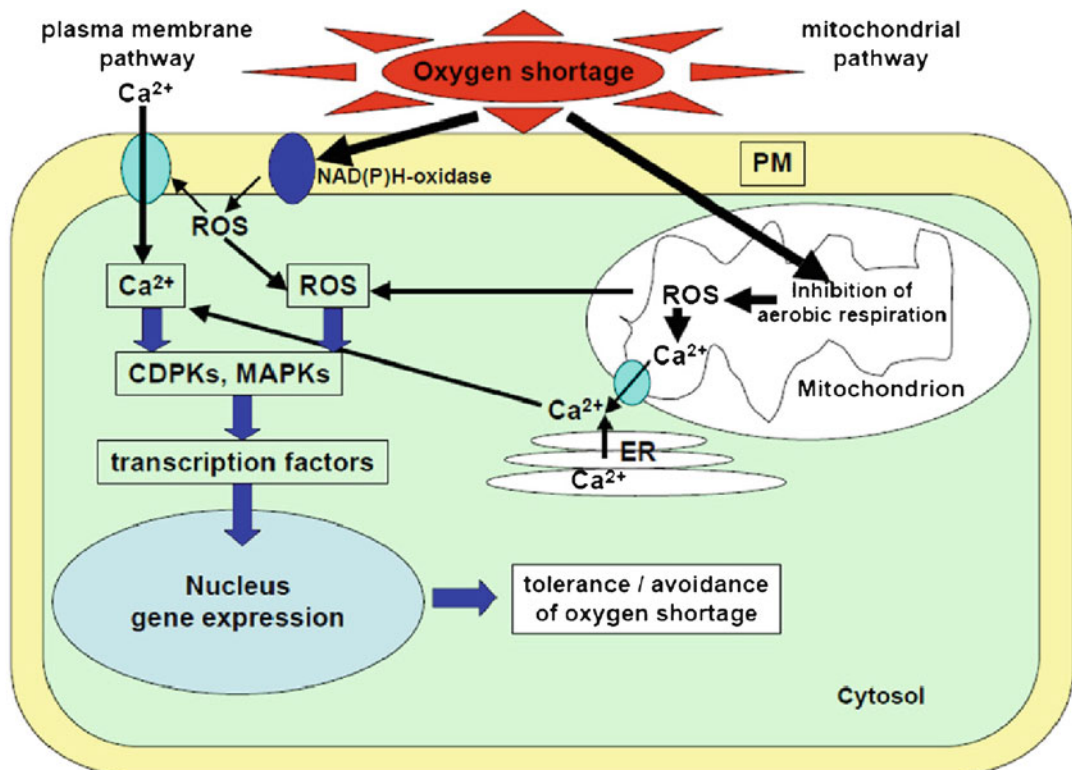 plasma membrane
pathway
Ca²⁺
Oxygen shortage
mitochondrial
pathway
PM
NAD(P)H-oxidase
ROS
Ca²⁺
ROS
ROS
Inhibition of
aerobic respiration
Ca²⁺
Mitochondrion
CDPKs, MAPKs
Ca²⁺
ER
Ca²⁺
transcription factors
Nucleus
gene expression
tolerance / avoidance
of oxygen shortage
Cytosol